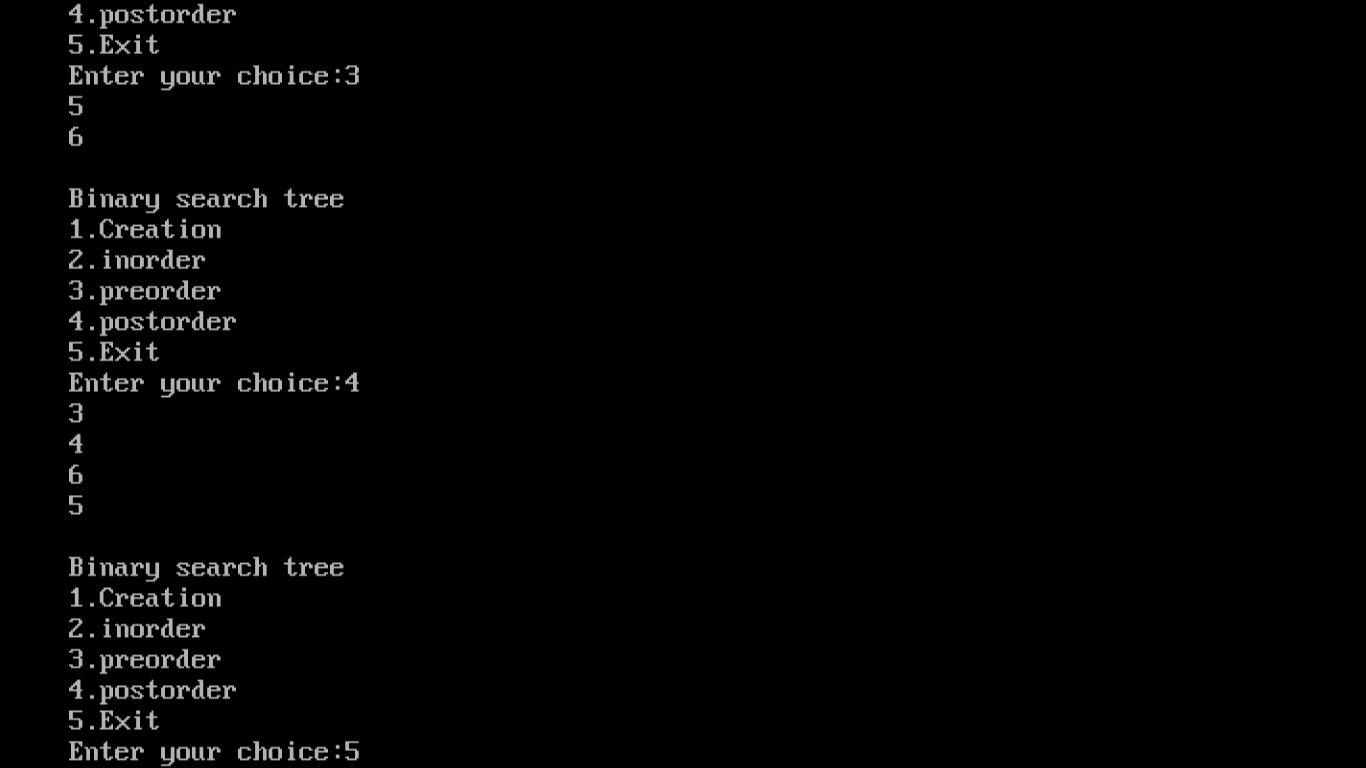 4.postorder
5.Exit
Enter your choice:3
5
6
Binary search tree
1.Creation
2.inorder
3.preorder
4.postorder
5.Exit
Enter your choice:4
3
4
6
5
Binary search tree
1.Creation
2.inorder
3.preorder
4.postorder
5.Exit
Enter your choice:5